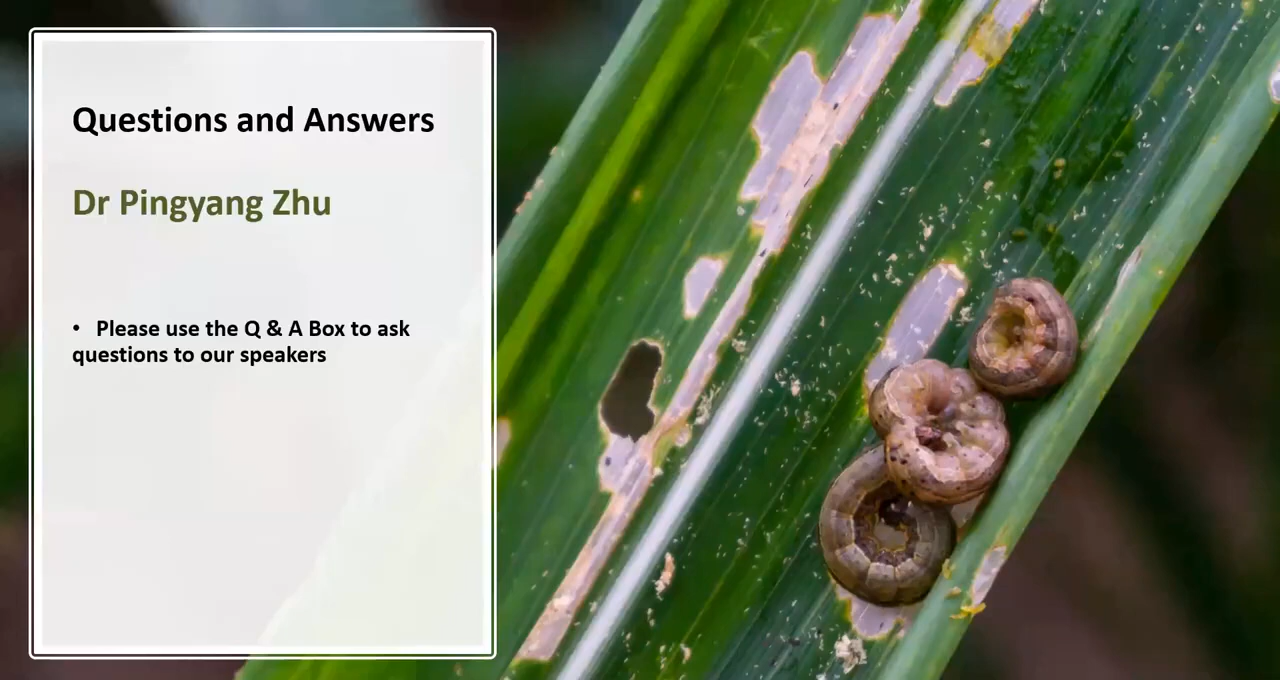 Questions and Answers
Dr Pingyang Zhu
• Please use the Q & A Box to ask
questions to our speakers